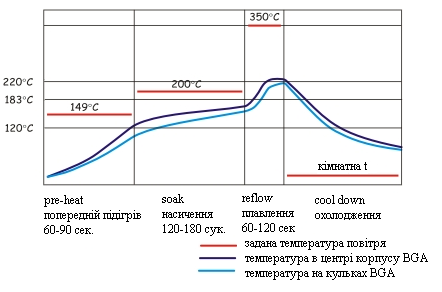 350°C
220°C
200°C
183°C
149°C
120°C
кімнатна t
pre-heat
попередній підігрів
60-90 сек.
soak
насичення
120-180 сук.
reflow
плавлення
60-120 сек
cool down
охолодження
задана температура повітря
температура в центрі корпусу BGA
температура на кульках BGA